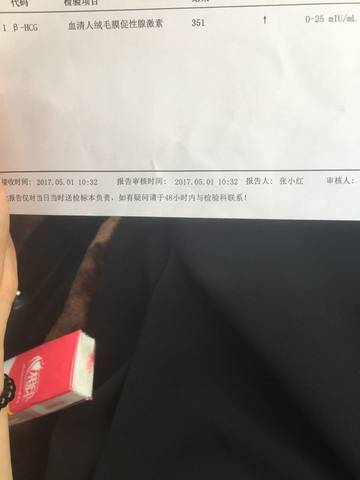 代码 检验项目
1 β-HCG 血清人绒毛膜促性腺激素 351 ↑ 0-25 mIU/mL
接收时间: 2017.05.01 10:32 报告审核时间: 2017.05.01 10:32 报告人: 张小红 审核人:
报告仅对当日当时送检标本负责,如有疑问请于48小时内与检验科联系!
心相印